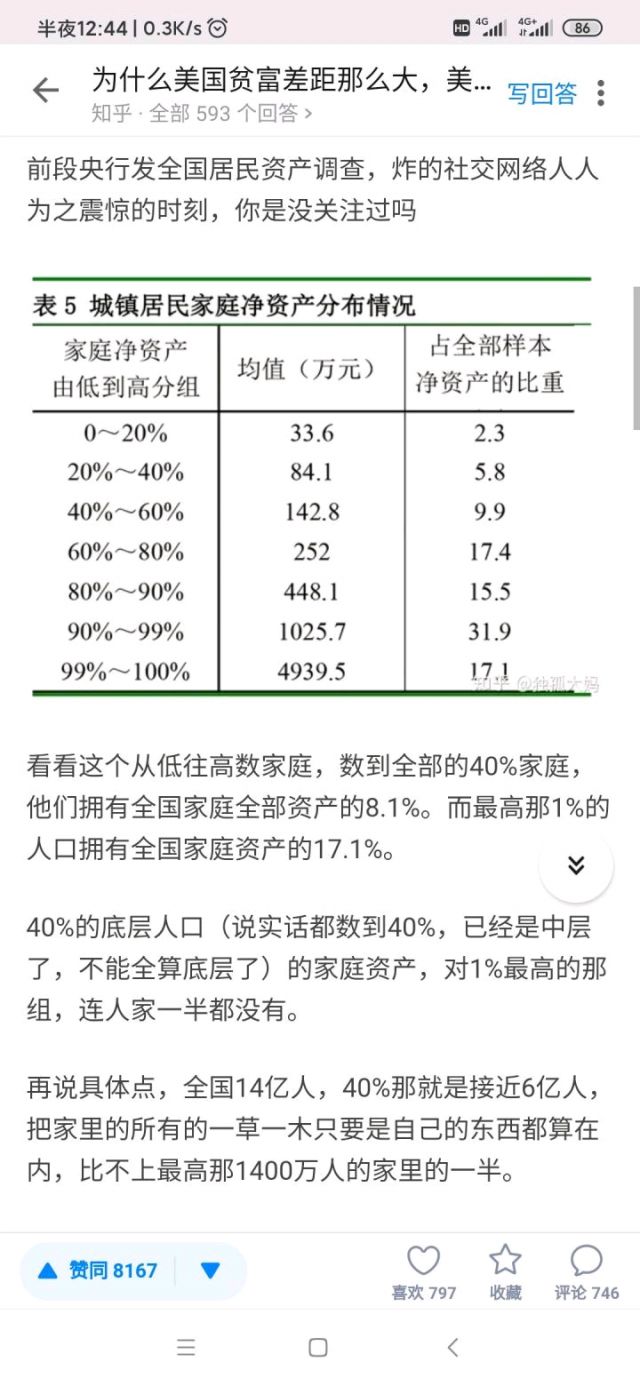 半夜12:44 | 0.3K/s
HD 4G 4G+ 86
为什么美国贫富差距那么大，美... 写回答
知乎 · 全部 593 个回答 >
前段央行发全国居民资产调查，炸的社交网络人人
为之震惊的时刻，你是没关注过吗
表 5 城镇居民家庭净资产分布情况
家庭净资产
由低到高分组
均值（万元）
占全部样本
净资产的比重
0～20% 33.6 2.3
20%～40% 84.1 5.8
40%～60% 142.8 9.9
60%～80% 252 17.4
80%～90% 448.1 15.5
90%～99% 1025.7 31.9
99%～100% 4939.5 17.1
知乎 @独孤大妈
看看这个从低往高数家庭，数到全部的40%家庭，
他们拥有全国家庭全部资产的8.1%。而最高那1%的
人口拥有全国家庭资产的17.1%。
40%的底层人口（说实话都数到40%，已经是中层
了，不能全算底层了）的家庭资产，对1%最高的那
组，连人家一半都没有。
再说具体点，全国14亿人，40%那就是接近6亿人，
把家里的所有的一草一木只要是自己的东西都算在
内，比不上最高那1400万人的家里的一半。
赞同 8167
喜欢 797 收藏 评论 746